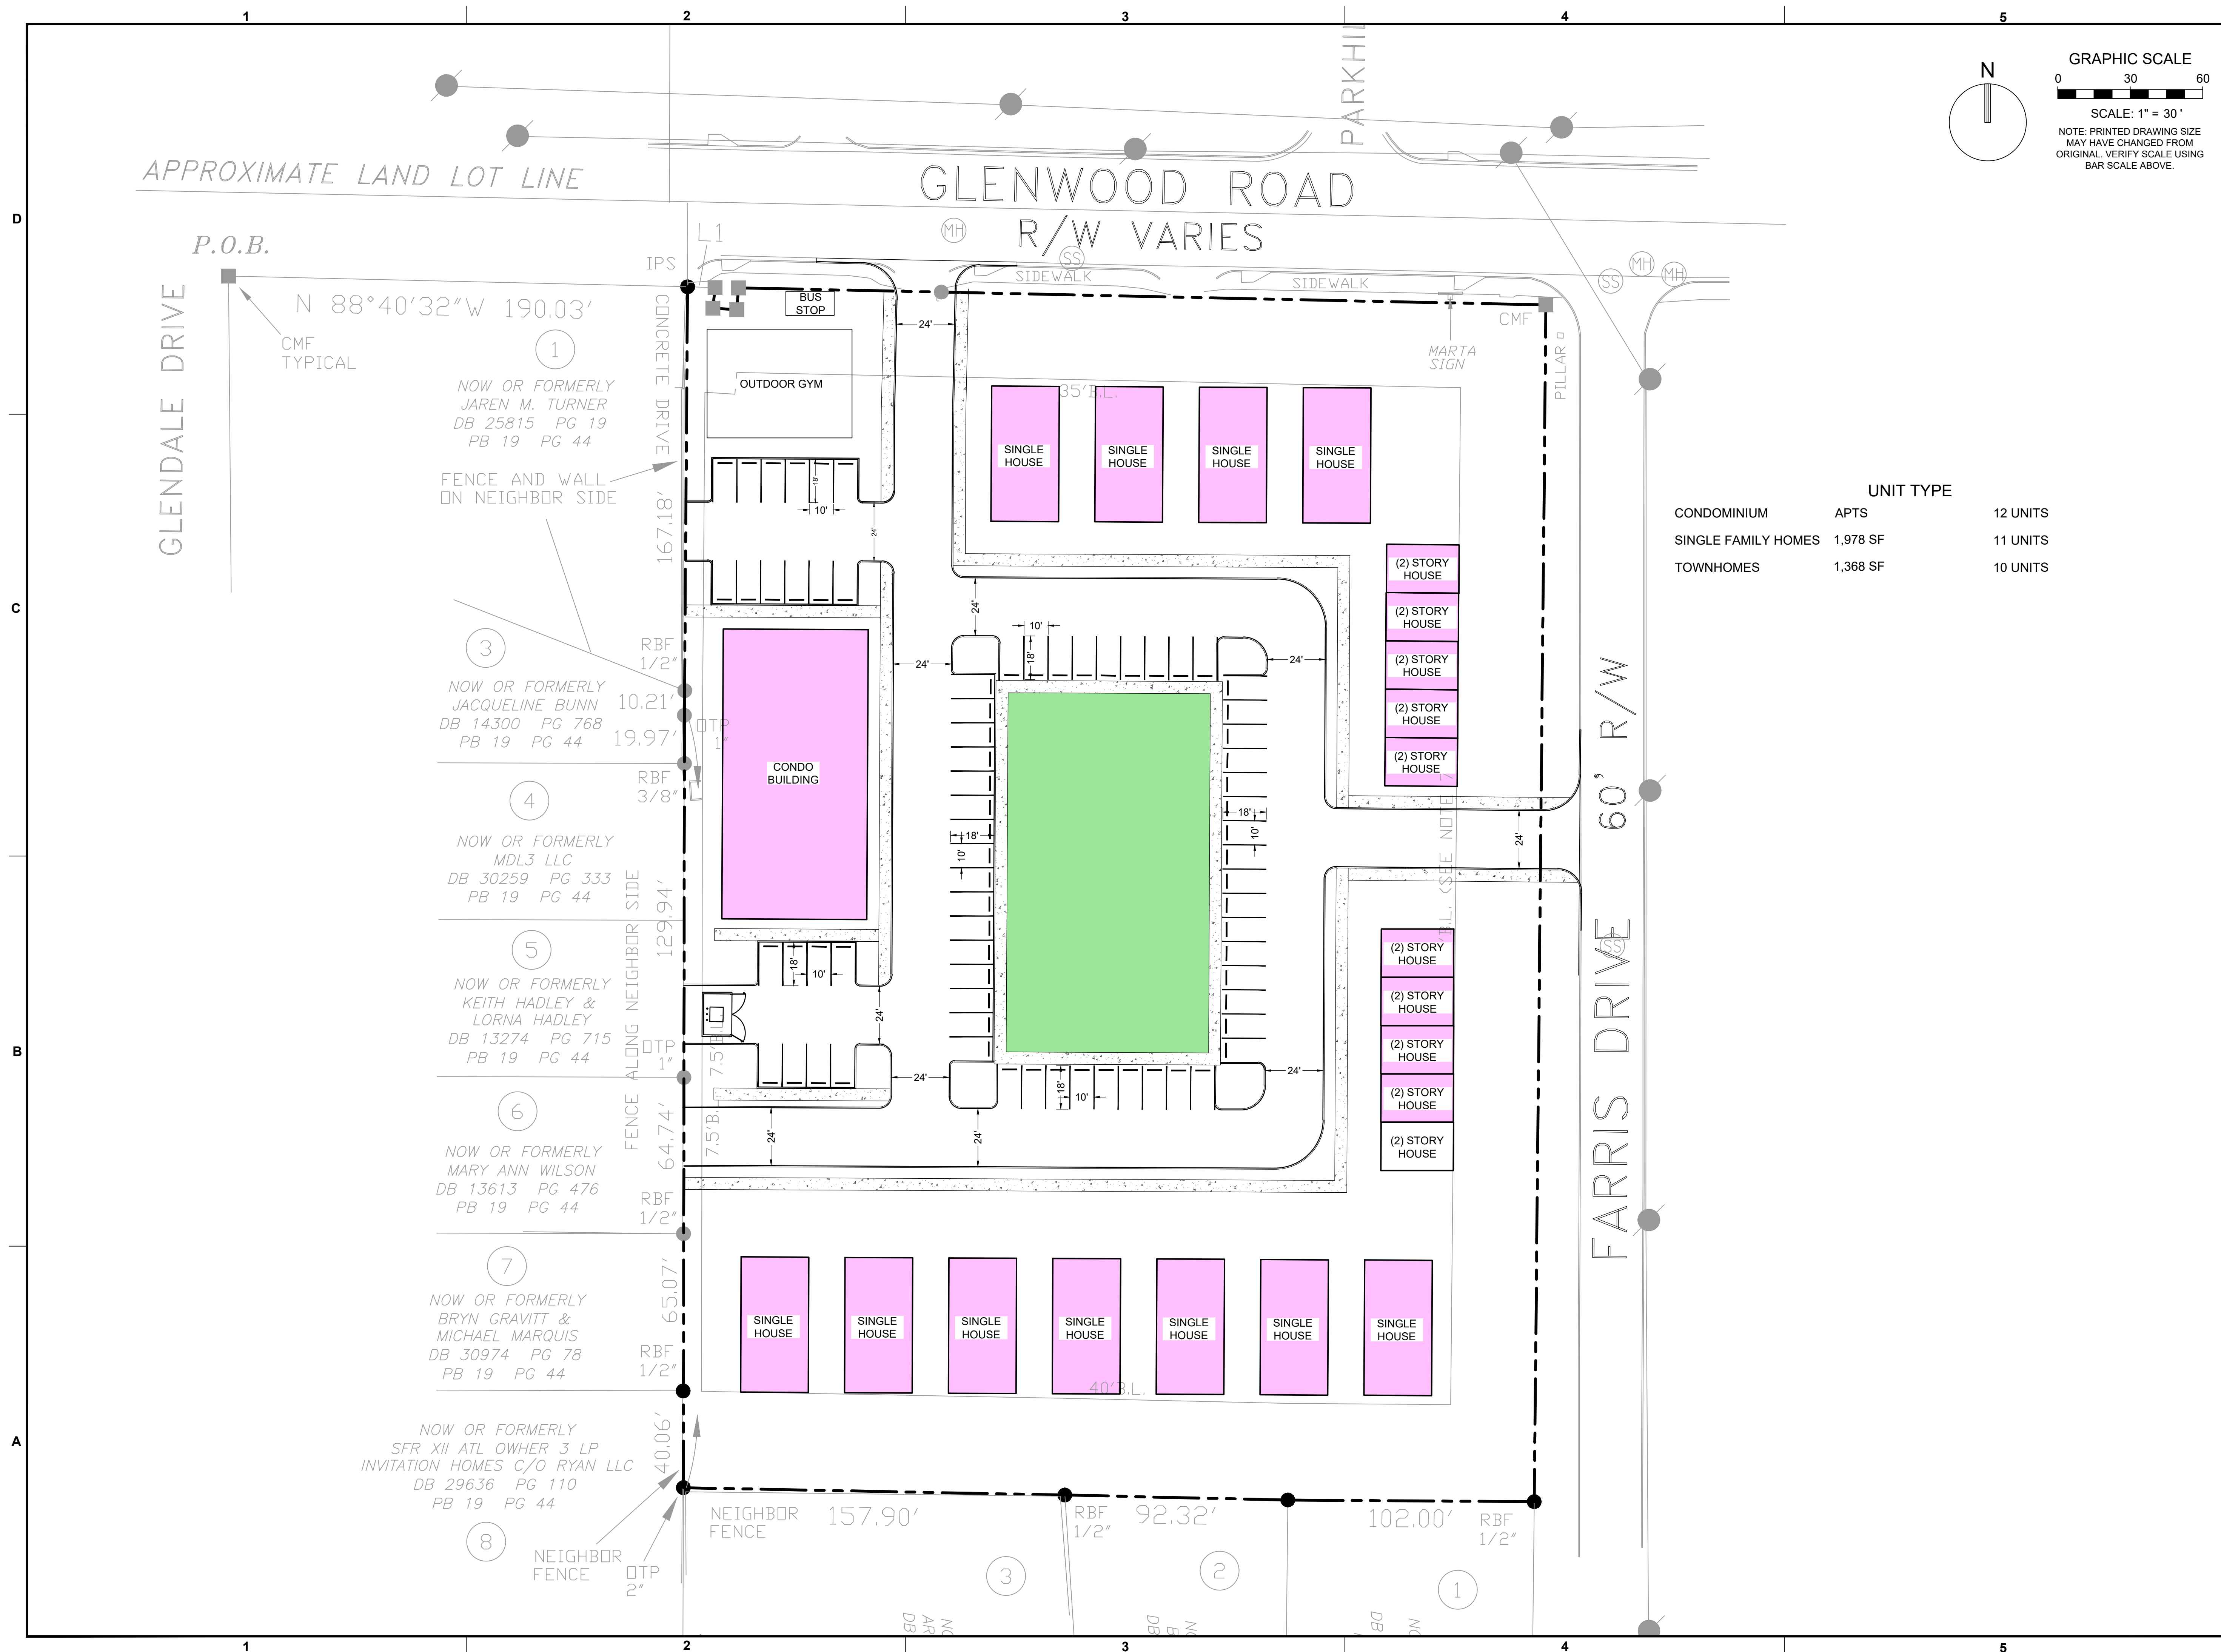 1 2 3 4 5
N
GRAPHIC SCALE
0 30 60
SCALE: 1" = 30 '
NOTE: PRINTED DRAWING SIZE
MAY HAVE CHANGED FROM
ORIGINAL. VERIFY SCALE USING
BAR SCALE ABOVE.
PARKHIL
APPROXIMATE LAND LOT LINE
GLENWOOD ROAD
R/W VARIES
D
P.O.B.
L1
MH
SS
MH
SS
MH
IPS
SIDEWALK
SIDEWALK
N 88°40'32"W 190.03'
BUS
STOP
CMF
TYPICAL
CMF
24'
MARTA
SIGN
PILLAR
GLENDALE DRIVE
CONCRETE DRIVE
1
NOW OR FORMERLY
JAREN M. TURNER
DB 25815 PG 19
PB 19 PG 44
OUTDOOR GYM
35'B.L.
SINGLE
HOUSE
SINGLE
HOUSE
SINGLE
HOUSE
SINGLE
HOUSE
FENCE AND WALL
ON NEIGHBOR SIDE
18'
10'
24'
167.18'
UNIT TYPE
CONDOMINIUM APTS 12 UNITS
SINGLE FAMILY HOMES 1,978 SF 11 UNITS
TOWNHOMES 1,368 SF 10 UNITS
C
(2) STORY
HOUSE
(2) STORY
HOUSE
(2) STORY
HOUSE
(2) STORY
HOUSE
(2) STORY
HOUSE
24'
10'
18'
24'
24'
3
RBF
1/2"
NOW OR FORMERLY
JACQUELINE BUNN
DB 14300 PG 768
PB 19 PG 44
10.21'
19.97'
OTP
1"
RBF
3/8"
CONDO
BUILDING
4
NOW OR FORMERLY
MDL3 LLC
DB 30259 PG 333
PB 19 PG 44
18'
10'
18'
10'
24'
B.L. (SEE NOTE 7
FARRIS DRIVE 60' R/W
SS
129.94'
FENCE ALONG NEIGHBOR SIDE
5
NOW OR FORMERLY
KEITH HADLEY &
LORNA HADLEY
DB 13274 PG 715
PB 19 PG 44
18'
10'
24'
B
OTP
1"
7.5'B.L
24'
18'
10'
24'
(2) STORY
HOUSE
(2) STORY
HOUSE
(2) STORY
HOUSE
(2) STORY
HOUSE
(2) STORY
HOUSE
6
NOW OR FORMERLY
MARY ANN WILSON
DB 13613 PG 476
PB 19 PG 44
64.74'
7.5'B.
24'
24'
RBF
1/2"
7
NOW OR FORMERLY
BRYN GRAVITT &
MICHAEL MARQUIS
DB 30974 PG 78
PB 19 PG 44
65.07'
RBF
1/2"
SINGLE
HOUSE
SINGLE
HOUSE
SINGLE
HOUSE
SINGLE
HOUSE
SINGLE
HOUSE
SINGLE
HOUSE
SINGLE
HOUSE
40'B.L.
A
NOW OR FORMERLY
SFR XII ATL OWHER 3 LP
INVITATION HOMES C/O RYAN LLC
DB 29636 PG 110
PB 19 PG 44
40.06'
8
NEIGHBOR
FENCE
OTP
2"
NEIGHBOR
FENCE
157.90'
RBF
1/2"
92.32'
102.00'
RBF
1/2"
3
2
1
NO
AR
DB
NO
B
DB
NO
DB
1 2 3 4 5